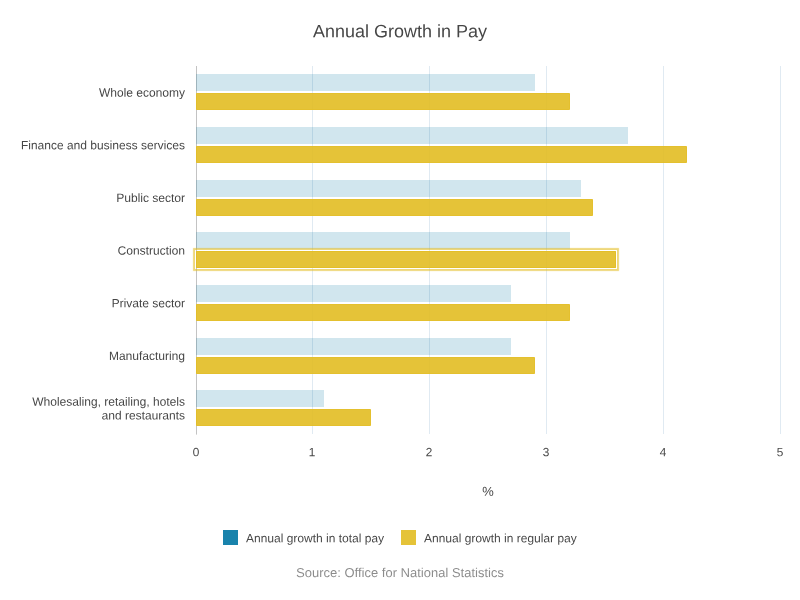 Annual Growth in Pay
Whole economy
Finance and business services
Public sector
Construction
Private sector
Manufacturing
Wholesaling, retailing, hotels
and restaurants
0 1 2 3 4 5
%
Annual growth in total pay Annual growth in regular pay
Source: Office for National Statistics